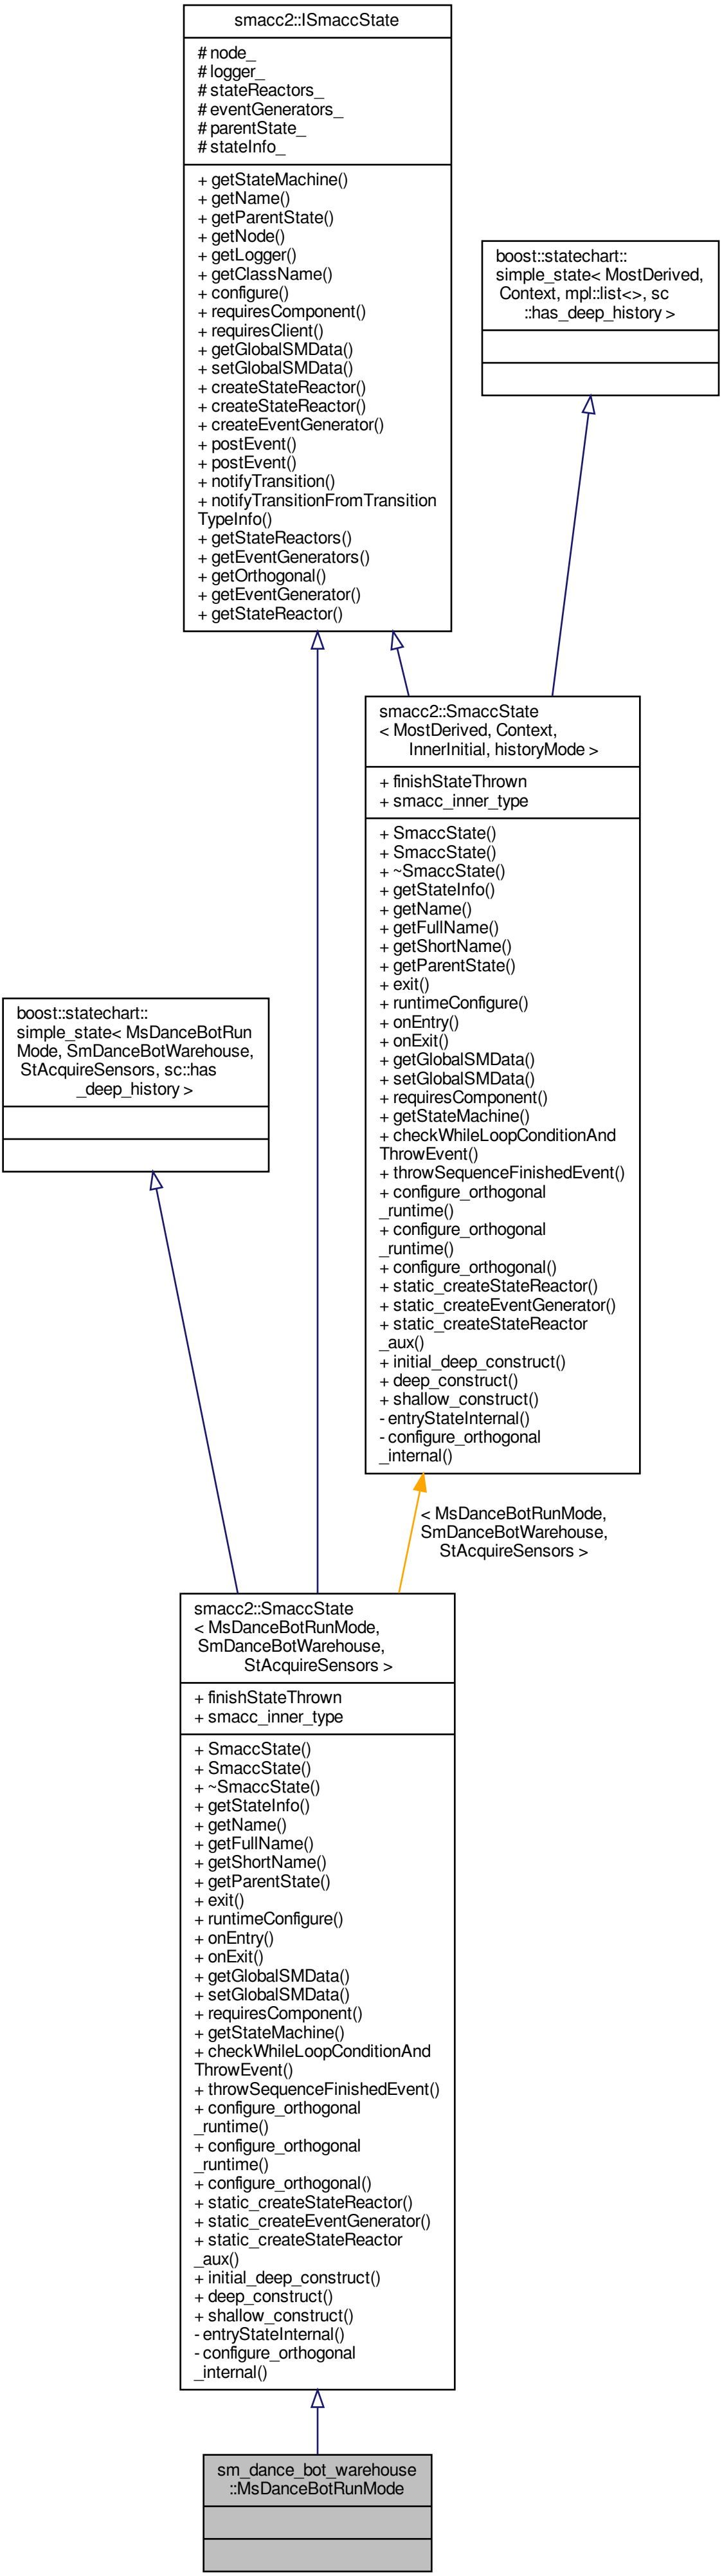 smacc2::ISmaccState
# node_
# logger_
# stateReactors_
# eventGenerators_
# parentState_
# stateInfo_
+ getStateMachine()
+ getName()
+ getParentState()
+ getNode()
+ getLogger()
+ getClassName()
+ configure()
+ requiresComponent()
+ requiresClient()
+ getGlobalSMData()
+ setGlobalSMData()
+ createStateReactor()
+ createStateReactor()
+ createEventGenerator()
+ postEvent()
+ postEvent()
+ notifyTransition()
+ notifyTransitionFromTransition
TypeInfo()
+ getStateReactors()
+ getEventGenerators()
+ getOrthogonal()
+ getEventGenerator()
+ getStateReactor()
boost::statechart::
simple_state< MostDerived,
Context, mpl::list<>, sc
::has_deep_history >
smacc2::SmaccState
< MostDerived, Context,
InnerInitial, historyMode >
+ finishStateThrown
+ smacc_inner_type
+ SmaccState()
+ SmaccState()
+ ~SmaccState()
+ getStateInfo()
+ getName()
+ getFullName()
+ getShortName()
+ getParentState()
+ exit()
+ runtimeConfigure()
+ onEntry()
+ onExit()
+ getGlobalSMData()
+ setGlobalSMData()
+ requiresComponent()
+ getStateMachine()
+ checkWhileLoopConditionAnd
ThrowEvent()
+ throwSequenceFinishedEvent()
+ configure_orthogonal
_runtime()
+ configure_orthogonal
_runtime()
+ configure_orthogonal()
+ static_createStateReactor()
+ static_createEventGenerator()
+ static_createStateReactor
_aux()
+ initial_deep_construct()
+ deep_construct()
+ shallow_construct()
- entryStateInternal()
- configure_orthogonal
_internal()
boost::statechart::
simple_state< MsDanceBotRun
Mode, SmDanceBotWarehouse,
StAcquireSensors, sc::has
_deep_history >
< MsDanceBotRunMode,
SmDanceBotWarehouse,
StAcquireSensors >
smacc2::SmaccState
< MsDanceBotRunMode,
SmDanceBotWarehouse,
StAcquireSensors >
+ finishStateThrown
+ smacc_inner_type
+ SmaccState()
+ SmaccState()
+ ~SmaccState()
+ getStateInfo()
+ getName()
+ getFullName()
+ getShortName()
+ getParentState()
+ exit()
+ runtimeConfigure()
+ onEntry()
+ onExit()
+ getGlobalSMData()
+ setGlobalSMData()
+ requiresComponent()
+ getStateMachine()
+ checkWhileLoopConditionAnd
ThrowEvent()
+ throwSequenceFinishedEvent()
+ configure_orthogonal
_runtime()
+ configure_orthogonal
_runtime()
+ configure_orthogonal()
+ static_createStateReactor()
+ static_createEventGenerator()
+ static_createStateReactor
_aux()
+ initial_deep_construct()
+ deep_construct()
+ shallow_construct()
- entryStateInternal()
- configure_orthogonal
_internal()
sm_dance_bot_warehouse
::MsDanceBotRunMode